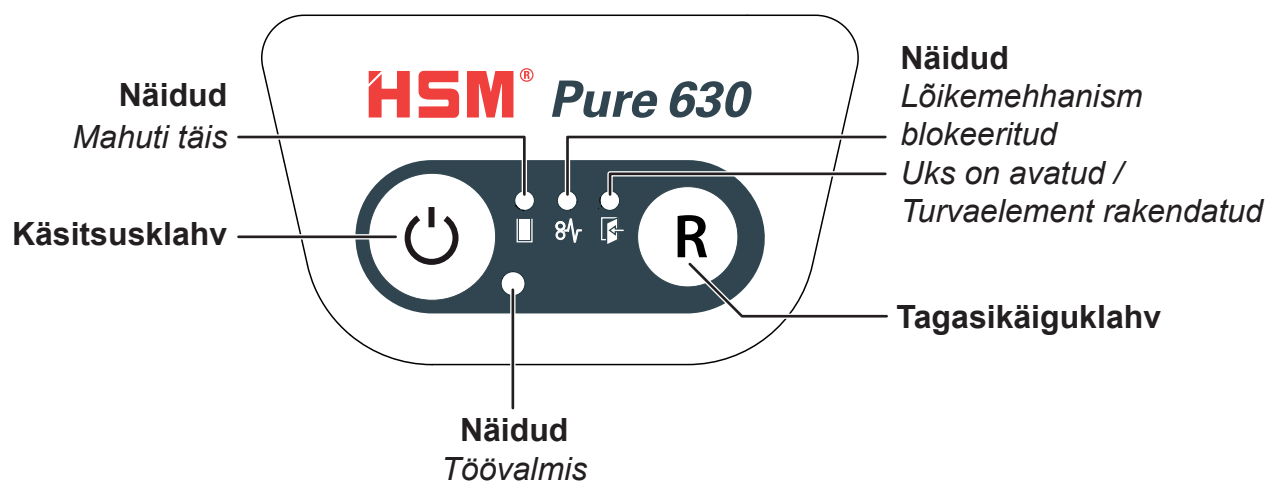 HSM® Pure 630
Näidud
Mahuti täis
Käsitsusklahv
Näidud
Lõikemehhanism
blokeeritud
Uks on avatud /
Turvaelement rakendatud
R
Tagasikäiguklahv
Näidud
Töövalmis